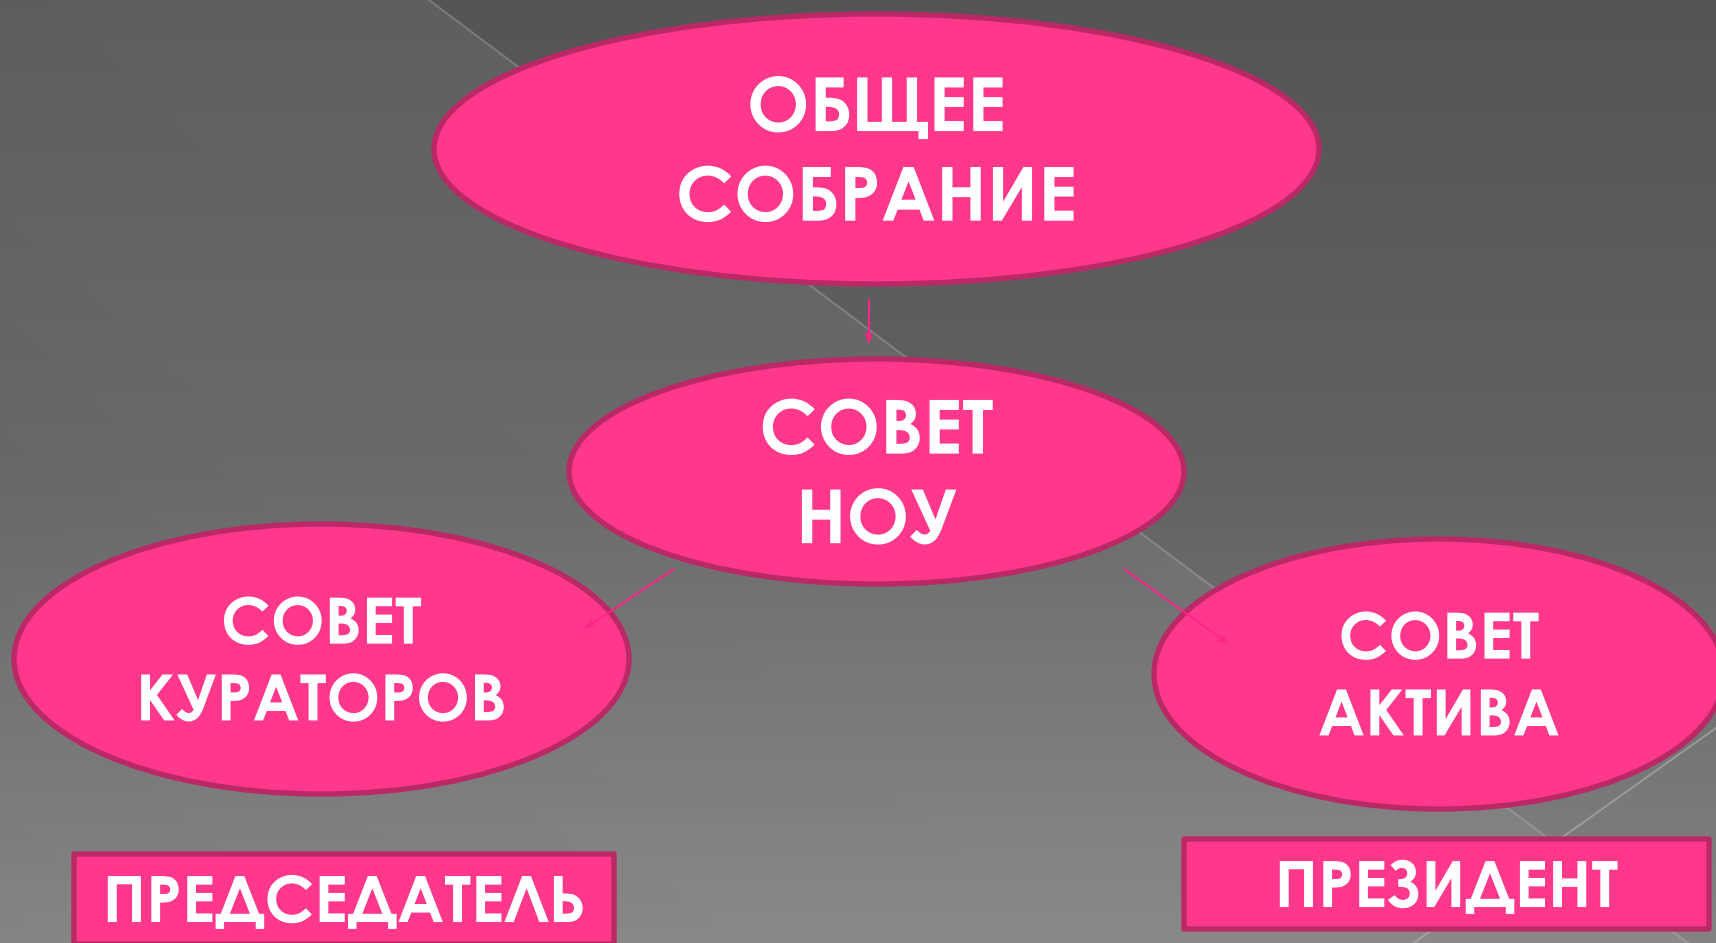 ОБЩЕЕ
СОБРАНИЕ
СОВЕТ
НОУ
СОВЕТ
КУРАТОРОВ
СОВЕТ
АКТИВА
ПРЕДСЕДАТЕЛЬ
ПРЕЗИДЕНТ